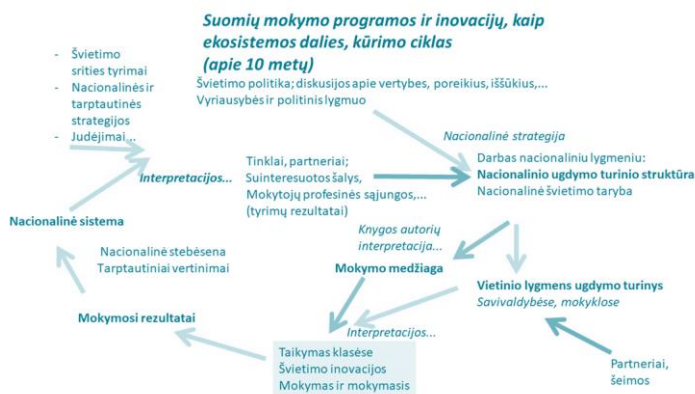 Suomių mokymo programos ir inovacijų, kaip
ekosistemos dalies, kūrimo ciklas
(apie 10 metų)
- Švietimo
srities tyrimai
- Nacionalinės ir
tarptautinės
strategijos
- Judėjimai...
Švietimo politika; diskusijos apie vertybes, poreikius, iššūkius,...
Vyriausybės ir politinis lygmuo
Nacionalinė strategija
Interpretacijos...
Tinklai, partneriai;
Suinteresuotos šalys,
Mokytojų profesinės sąjungos,...
(tyrimų rezultatai)
Darbas nacionaliniu lygmeniu:
Nacionalinio ugdymo turinio struktūra
Nacionalinė švietimo taryba
Nacionalinė sistema
Knygos autorių
interpretacija...
Nacionalinė stebėsena
Tarptautiniai vertinimai
Mokymo medžiaga
Vietinio lygmens ugdymo turinys
Savivaldybėse, mokyklose
Mokymosi rezultatai
Interpretacijos...
Taikymas klasėse
Švietimo inovacijos
Mokymas ir mokymasis
Partneriai,
šeimos